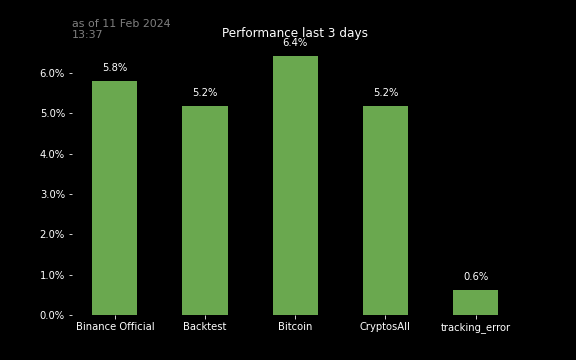 as of 11 Feb 2024
13:37
Performance last 3 days
6.4%
5.8%
5.2%
5.2%
0.6%
6.0%
5.0%
4.0%
3.0%
2.0%
1.0%
0.0%
Binance Official
Backtest
Bitcoin
CryptosAll
tracking_error